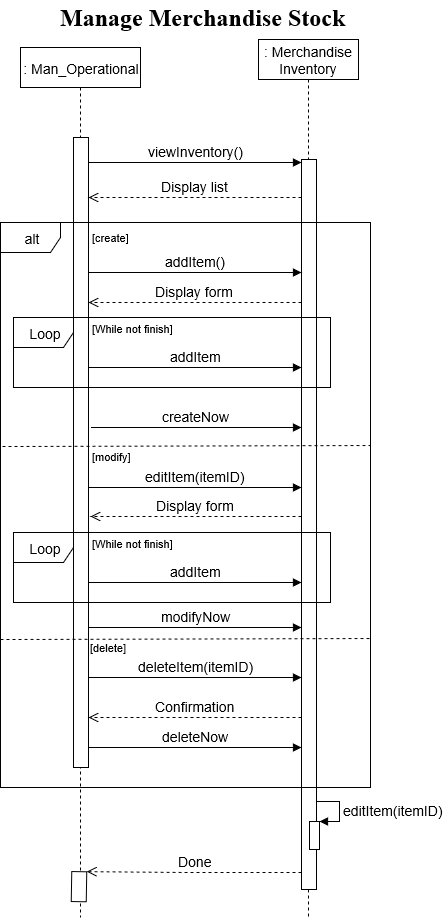 Manage Merchandise Stock
: Man_Operational
: Merchandise
Inventory
viewInventory()
Display list
alt
[create]
addItem()
Display form
Loop
[While not finish]
addItem
createNow
[modify]
editItem(itemID)
Display form
Loop
[While not finish]
addItem
modifyNow
[delete]
deleteItem(itemID)
Confirmation
deleteNow
editItem(itemID)
Done